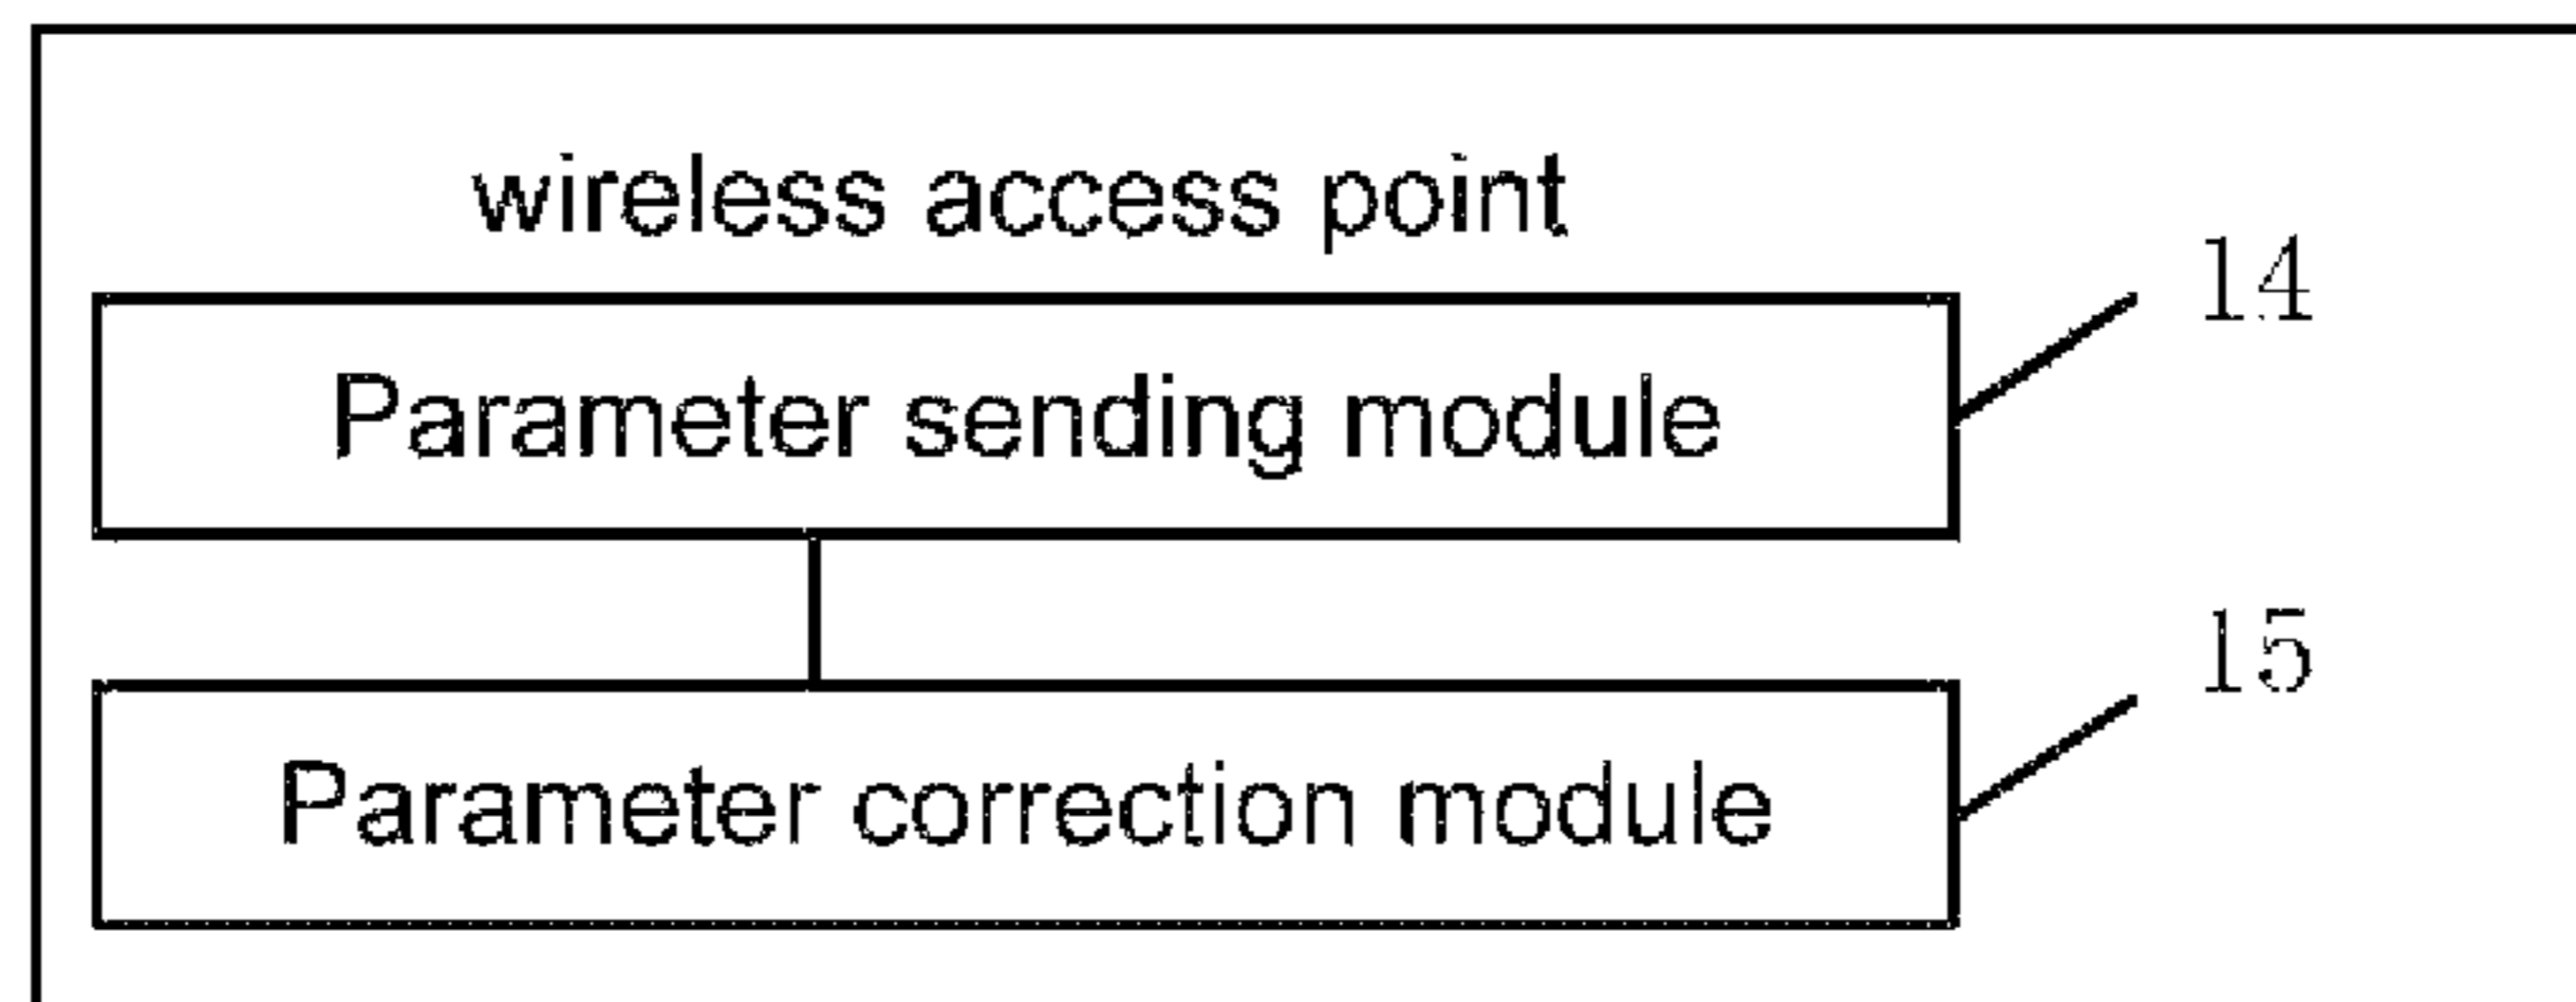 wireless access point
14
Parameter sending module
15
Parameter correction module